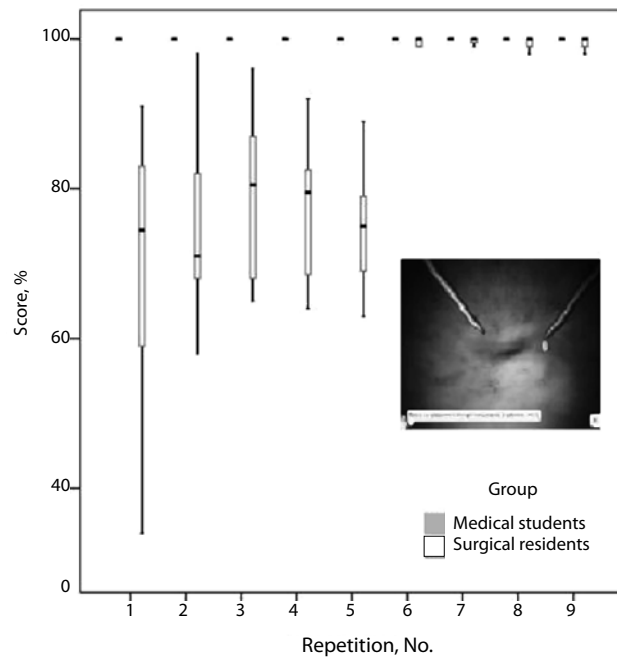 100
80
60
40
0
Score, %
Group
Medical students
Surgical residents
1 2 3 4 5 6 7 8 9
Repetition, No.